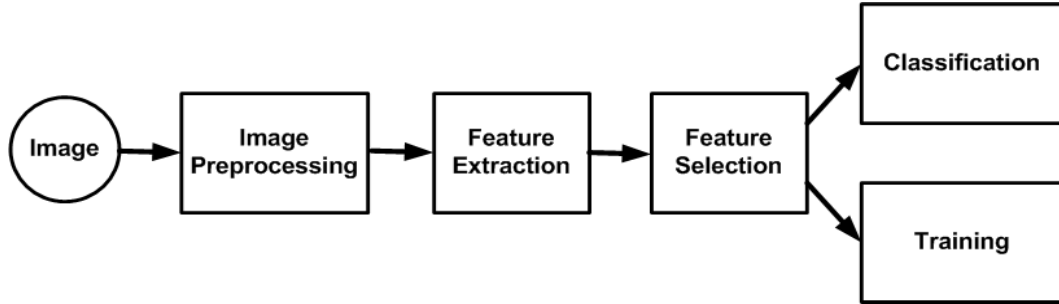 Image
Image
Preprocessing
Feature
Extraction
Feature
Selection
Classification
Training